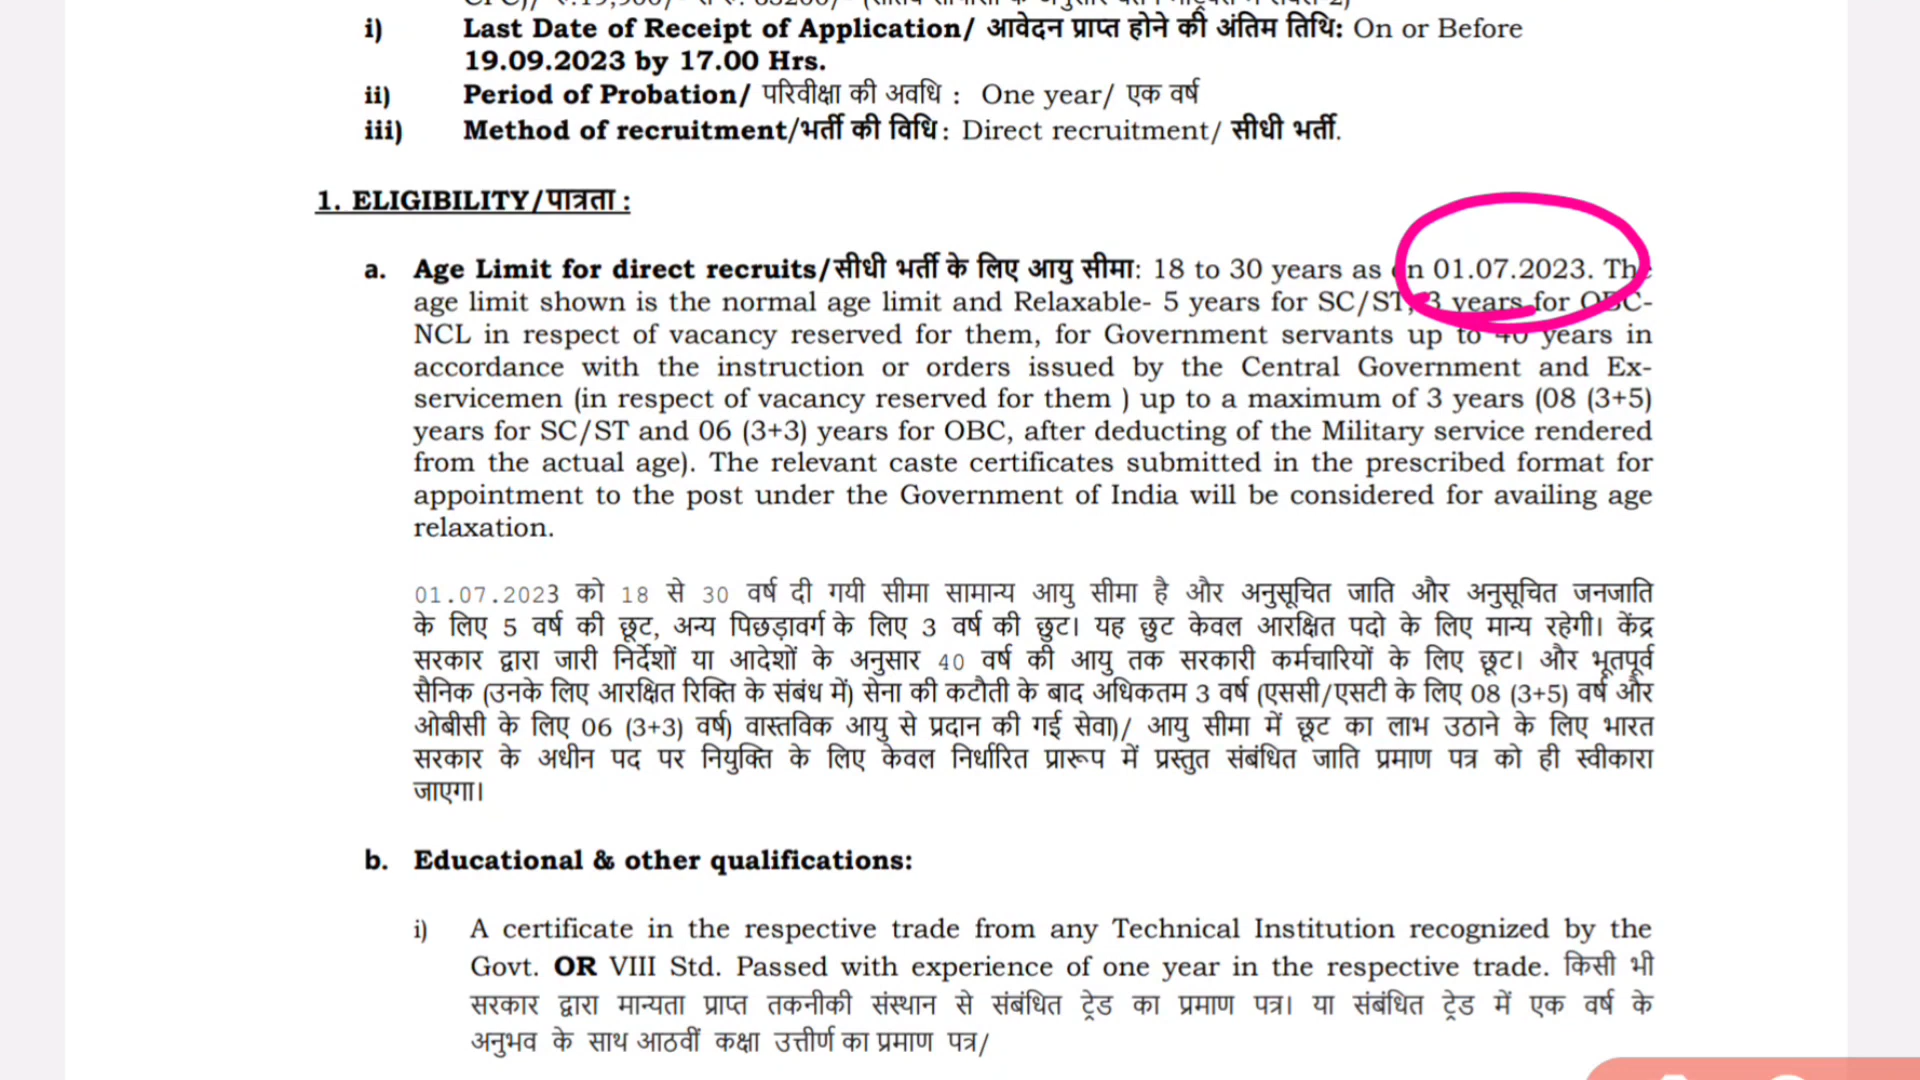 i) Last Date of Receipt of Application/ आवेदन प्राप्त होने की अंतिम तिथि: On or Before
19.09.2023 by 17.00 Hrs.
ii) Period of Probation/ परिवीक्षा की अवधि : One year/ एक वर्ष
iii) Method of recruitment/भर्ती की विधि: Direct recruitment/ सीधी भर्ती.
1. ELIGIBILITY/पात्रता :
a. Age Limit for direct recruits/सीधी भर्ती के लिए आयु सीमा: 18 to 30 years as on 01.07.2023. The
age limit shown is the normal age limit and Relaxable- 5 years for SC/ST, 3 years for OBC-
NCL in respect of vacancy reserved for them, for Government servants up to 40 years in
accordance with the instruction or orders issued by the Central Government and Ex-
servicemen (in respect of vacancy reserved for them ) up to a maximum of 3 years (08 (3+5)
years for SC/ST and 06 (3+3) years for OBC, after deducting of the Military service rendered
from the actual age). The relevant caste certificates submitted in the prescribed format for
appointment to the post under the Government of India will be considered for availing age
relaxation.
01.07.2023 को 18 से 30 वर्ष दी गयी सीमा सामान्य आयु सीमा है और अनुसूचित जाति और अनुसूचित जनजाति
के लिए 5 वर्ष की छूट, अन्य पिछड़ावर्ग के लिए 3 वर्ष की छुट। यह छुट केवल आरक्षित पदो के लिए मान्य रहेगी। केंद्र
सरकार द्वारा जारी निर्देशों या आदेशों के अनुसार 40 वर्ष की आयु तक सरकारी कर्मचारियों के लिए छूट। और भूतपूर्व
सैनिक (उनके लिए आरक्षित रिक्ति के संबंध में) सेना की कटौती के बाद अधिकतम 3 वर्ष (एससी/एसटी के लिए 08 (3+5) वर्ष और
ओबीसी के लिए 06 (3+3) वर्ष) वास्तविक आयु से प्रदान की गई सेवा)/ आयु सीमा में छूट का लाभ उठाने के लिए भारत
सरकार के अधीन पद पर नियुक्ति के लिए केवल निर्धारित प्रारूप में प्रस्तुत संबंधित जाति प्रमाण पत्र को ही स्वीकारा
जाएगा।
b. Educational & other qualifications:
i) A certificate in the respective trade from any Technical Institution recognized by the
Govt. OR VIII Std. Passed with experience of one year in the respective trade. किसी भी
सरकार द्वारा मान्यता प्राप्त तकनीकी संस्थान से संबंधित ट्रेड का प्रमाण पत्र। या संबंधित ट्रेड में एक वर्ष के
अनुभव के साथ आठवीं कक्षा उत्तीर्ण का प्रमाण पत्र/